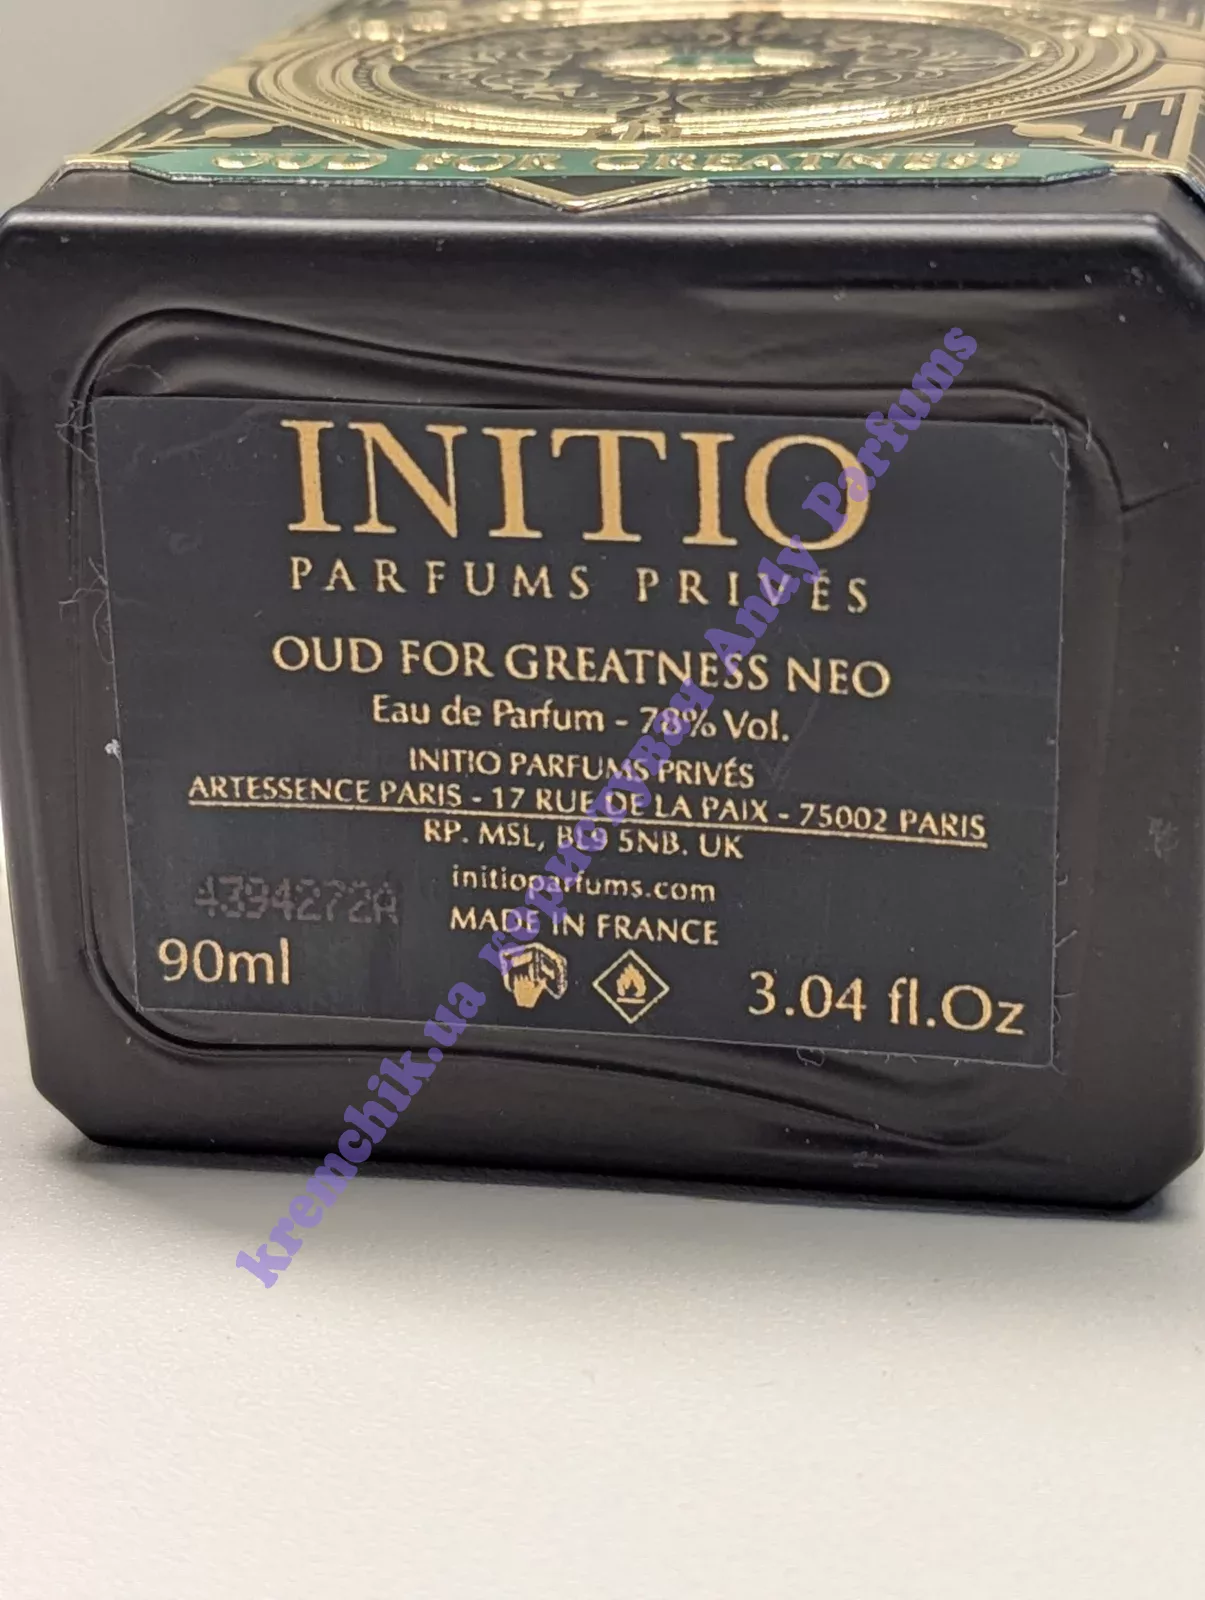 OUD FOR GREATNESS
INITIO
PARFUMS PRIVÉS
OUD FOR GREATNESS NEO
Eau de Parfum - 78% Vol.
INITIO PARFUMS PRIVÉS
ARTESSENCE PARIS - 17 RUE DE LA PAIX - 75002 PARIS
RP. MSL, BL9 5NB. UK
initioparfums.com
4394272A
MADE IN FRANCE
90ml
3.04 fl.Oz
kremchik.ua користувач Andy Parfums